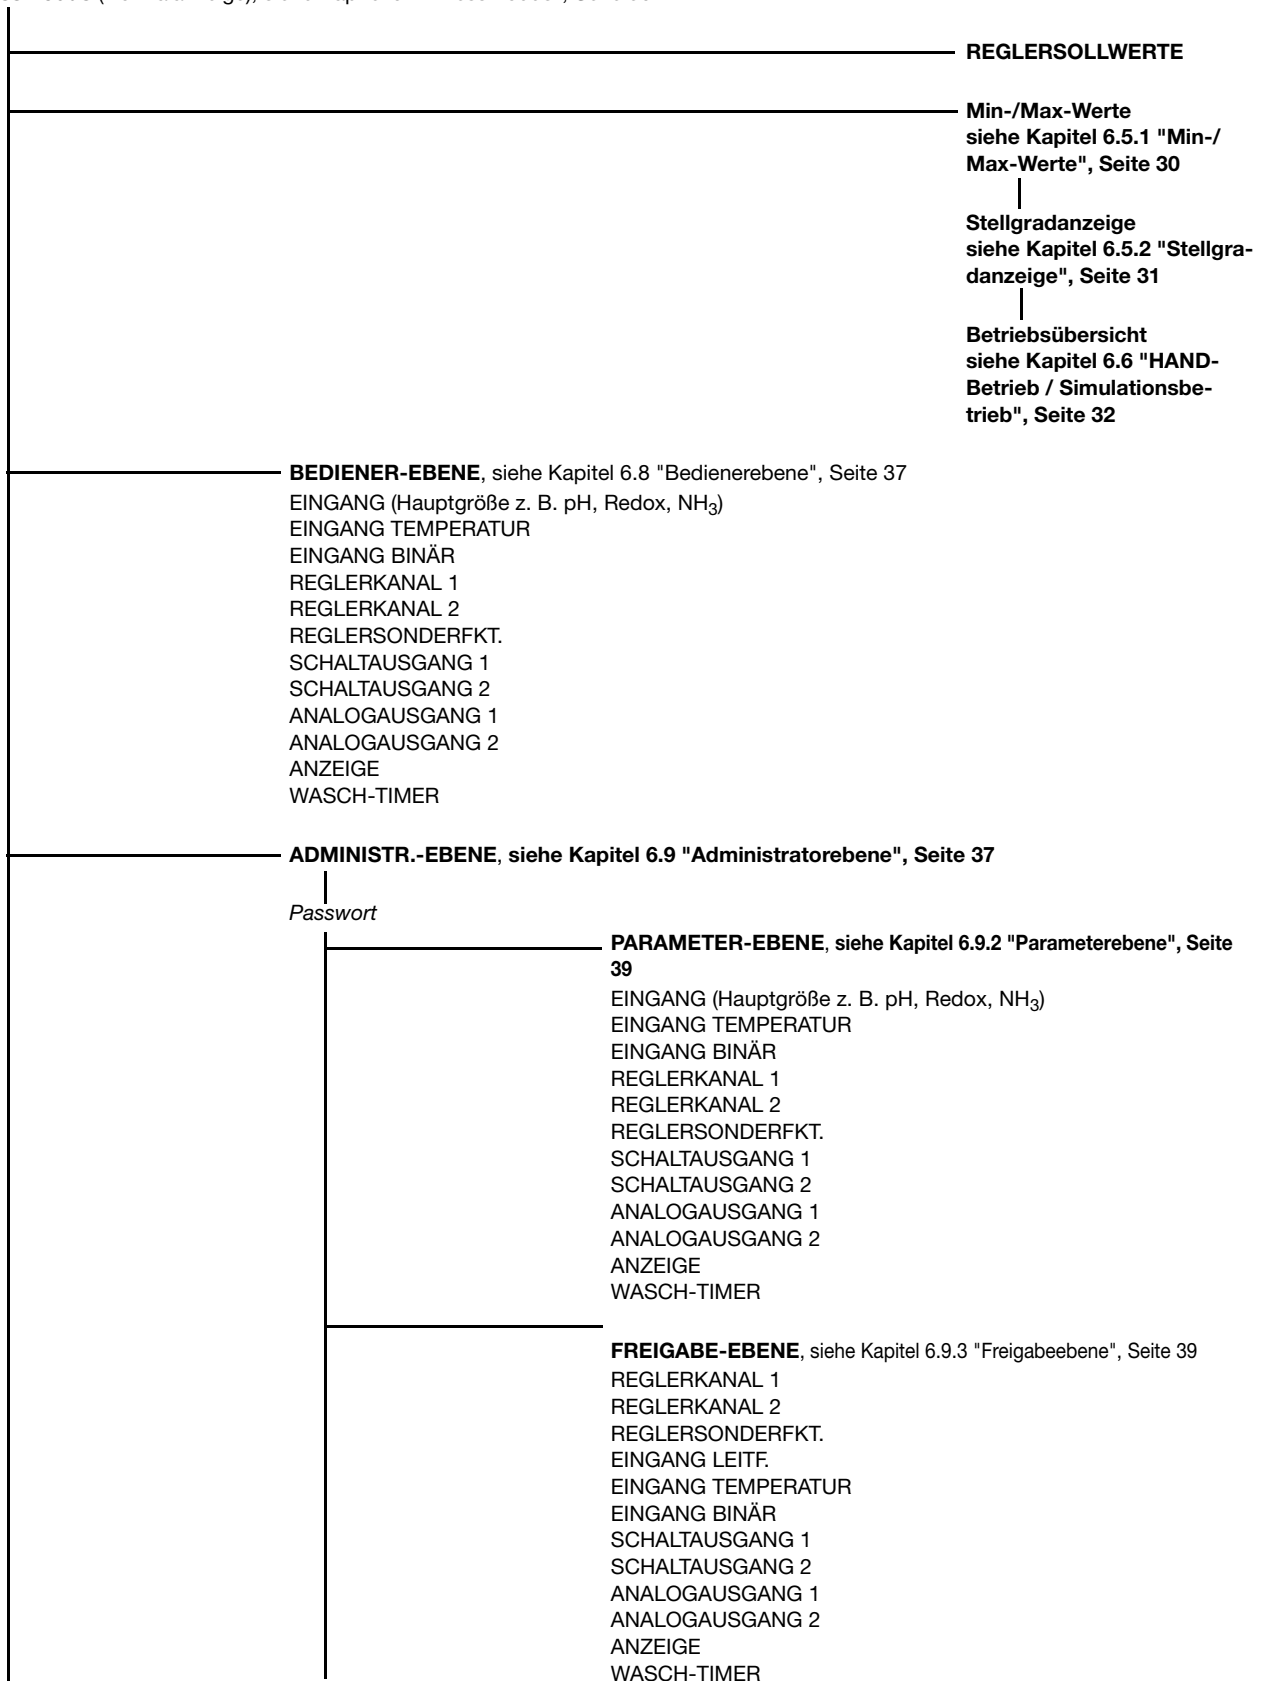 REGLERSOLLWERTE
Min-/Max-Werte
siehe Kapitel 6.5.1 "Min-/
Max-Werte", Seite 30
Stellgradanzeige
siehe Kapitel 6.5.2 "Stellgra-
danzeige", Seite 31
Betriebsübersicht
siehe Kapitel 6.6 "HAND-
Betrieb / Simulationsbe-
trieb", Seite 32
BEDIENER-EBENE, siehe Kapitel 6.8 "Bedienerebene", Seite 37
EINGANG (Hauptgröße z. B. pH, Redox, NH3)
EINGANG TEMPERATUR
EINGANG BINÄR
REGLERKANAL 1
REGLERKANAL 2
REGLERSONDERFKT.
SCHALTAUSGANG 1
SCHALTAUSGANG 2
ANALOGAUSGANG 1
ANALOGAUSGANG 2
ANZEIGE
WASCH-TIMER
ADMINISTR.-EBENE, siehe Kapitel 6.9 "Administratorebene", Seite 37
Passwort
PARAMETER-EBENE, siehe Kapitel 6.9.2 "Parameterebene", Seite
39
EINGANG (Hauptgröße z. B. pH, Redox, NH3)
EINGANG TEMPERATUR
EINGANG BINÄR
REGLERKANAL 1
REGLERKANAL 2
REGLERSONDERFKT.
SCHALTAUSGANG 1
SCHALTAUSGANG 2
ANALOGAUSGANG 1
ANALOGAUSGANG 2
ANZEIGE
WASCH-TIMER
FREIGABE-EBENE, siehe Kapitel 6.9.3 "Freigabeebene", Seite 39
REGLERKANAL 1
REGLERKANAL 2
REGLERSONDERFKT.
EINGANG LEITF.
EINGANG TEMPERATUR
EINGANG BINÄR
SCHALTAUSGANG 1
SCHALTAUSGANG 2
ANALOGAUSGANG 1
ANALOGAUSGANG 2
ANZEIGE
WASCH-TIMER